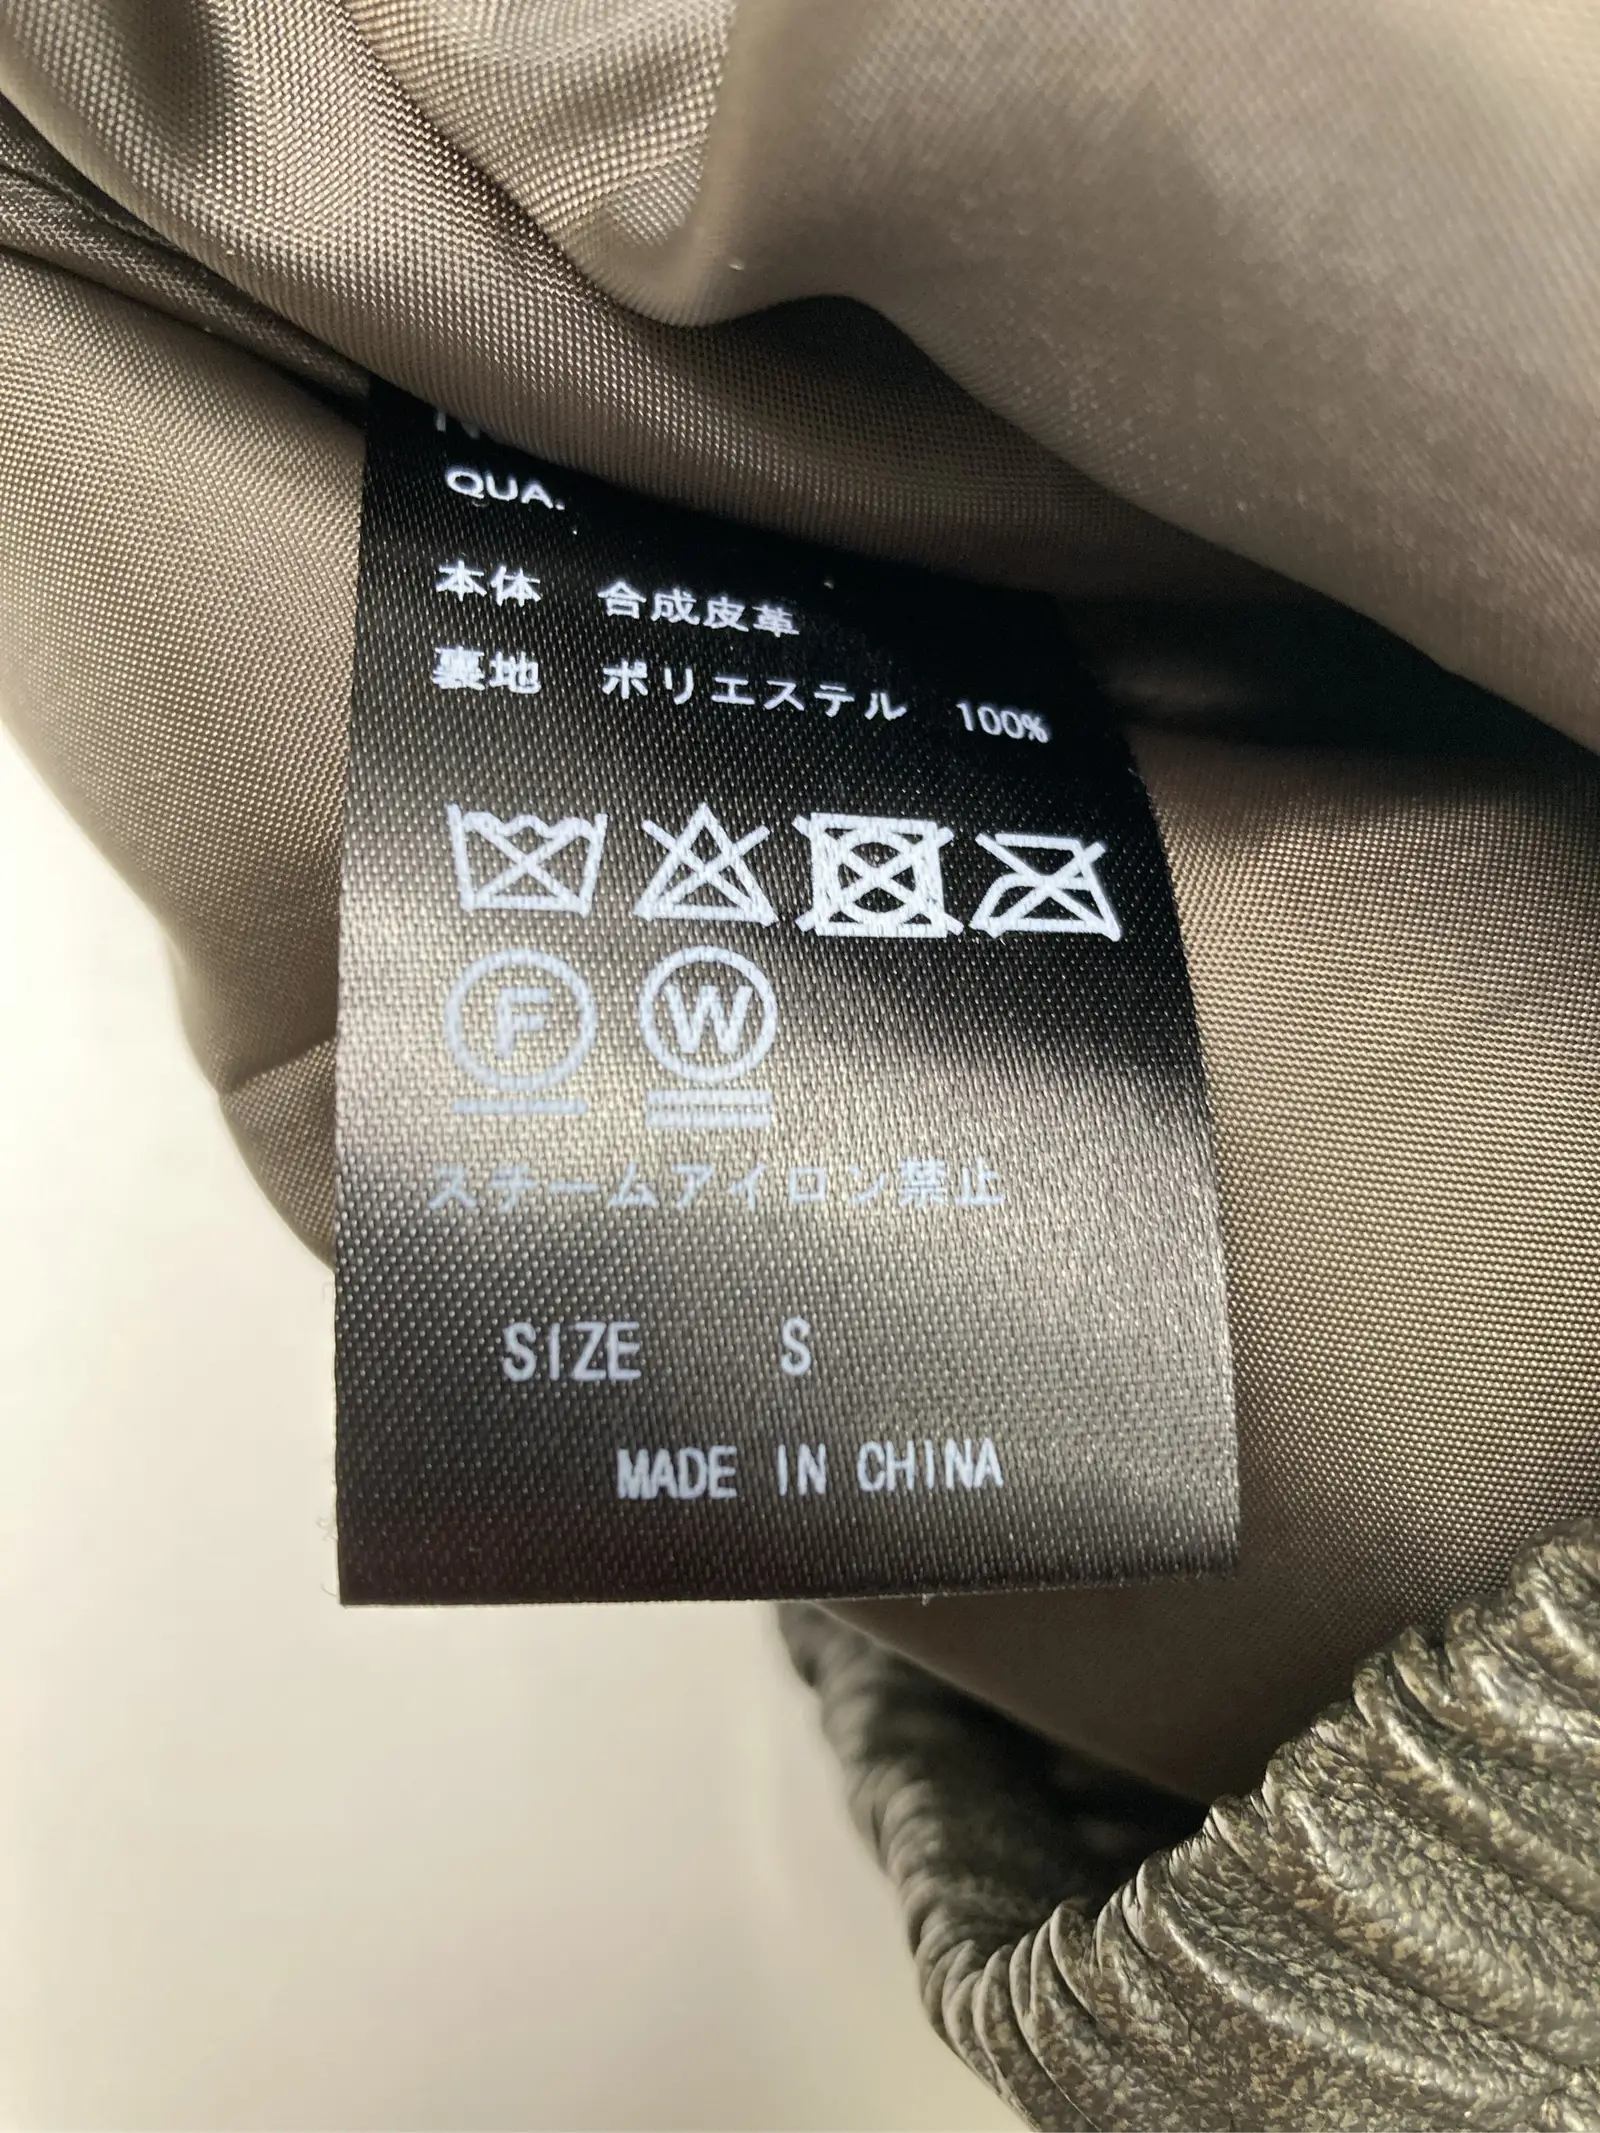 QUA.
本体 合成皮革
裏地 ポリエステル 100%
F W
スチームアイロン禁止
SIZE S
MADE IN CHINA